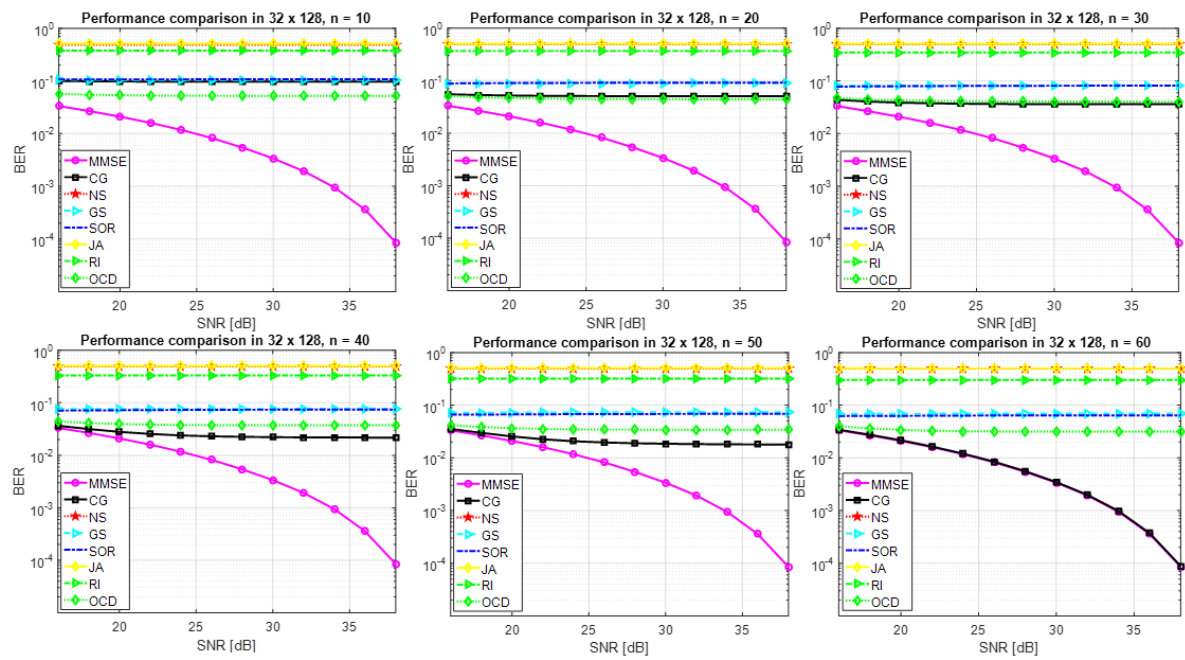 Performance comparison in 32 x 128, n = 10
10^0
10^-1
10^-2
10^-3
10^-4
BER
MMSE
CG
NS
GS
SOR
JA
RI
OCD
20 25 30 35
SNR [dB]
Performance comparison in 32 x 128, n = 20
10^0
10^-1
10^-2
10^-3
10^-4
BER
MMSE
CG
NS
GS
SOR
JA
RI
OCD
20 25 30 35
SNR [dB]
Performance comparison in 32 x 128, n = 30
10^0
10^-1
10^-2
10^-3
10^-4
BER
MMSE
CG
NS
GS
SOR
JA
RI
OCD
20 25 30 35
SNR [dB]
Performance comparison in 32 x 128, n = 40
10^0
10^-1
10^-2
10^-3
10^-4
BER
MMSE
CG
NS
GS
SOR
JA
RI
OCD
20 25 30 35
SNR [dB]
Performance comparison in 32 x 128, n = 50
10^0
10^-1
10^-2
10^-3
10^-4
BER
MMSE
CG
NS
GS
SOR
JA
RI
OCD
20 25 30 35
SNR [dB]
Performance comparison in 32 x 128, n = 60
10^0
10^-1
10^-2
10^-3
10^-4
BER
MMSE
CG
NS
GS
SOR
JA
RI
OCD
20 25 30 35
SNR [dB]